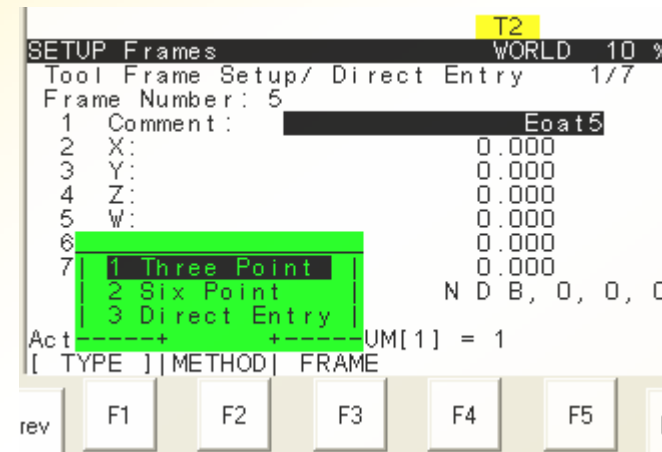 T2
SETUP Frames WORLD 10 %
Tool Frame Setup/ Direct Entry 1/7
Frame Number: 5
1 Comment: Eoat5
2 X: 0.000
3 Y: 0.000
4 Z: 0.000
5 W: 0.000
6 0.000
7 1 Three Point 0.000
2 Six Point N D B, 0, 0, 0
3 Direct Entry
Act -----+ +-----UM[1] = 1
[ TYPE ]|METHOD| FRAME
rev F1 F2 F3 F4 F5